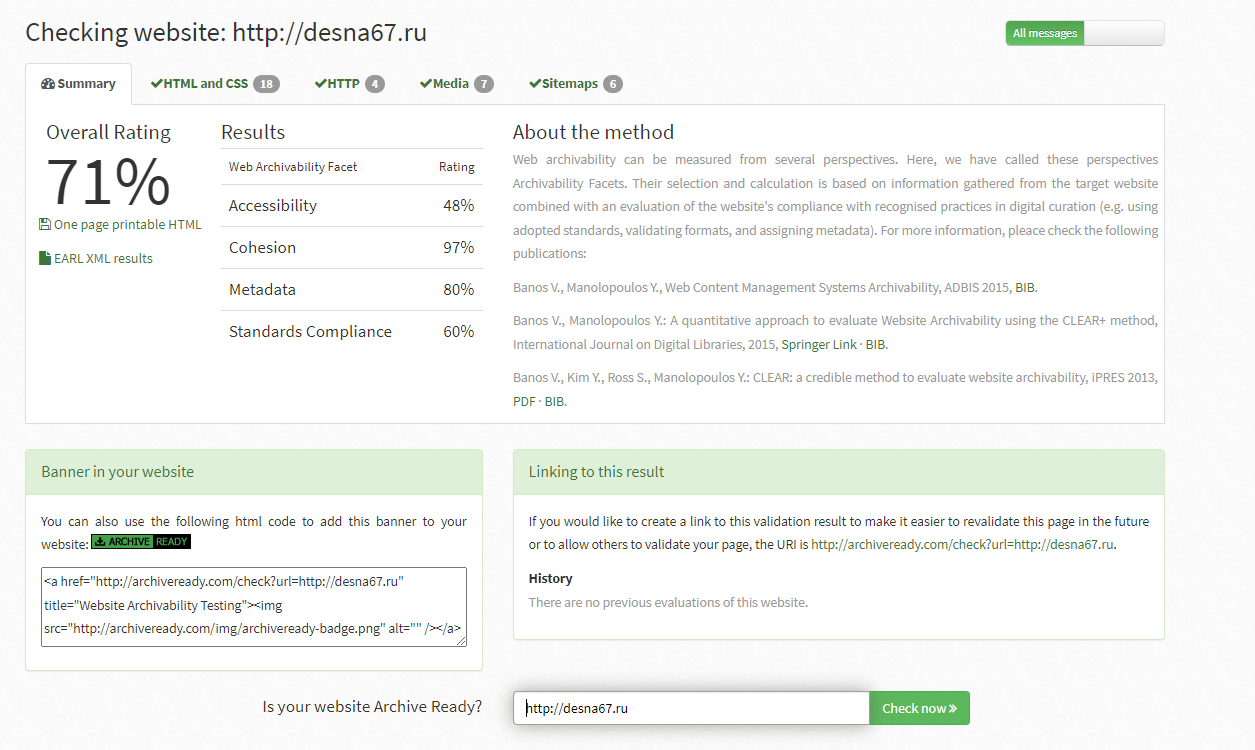 Checking website: http://desna67.ru
All messages
Summary
HTML and CSS 18
HTTP 4
Media 7
Sitemaps 6
Overall Rating
71%
One page printable HTML
EARL XML results
Results
Web Archivability Facet Rating
Accessibility 48%
Cohesion 97%
Metadata 80%
Standards Compliance 60%
About the method
Web archivability can be measured from several perspectives. Here, we have called these perspectives
Archivability Facets. Their selection and calculation is based on information gathered from the target website
combined with an evaluation of the website's compliance with recognised practices in digital curation (e.g. using
adopted standards, validating formats, and assigning metadata). For more information, pleace check the following
publications:
Banos V., Manolopoulos Y., Web Content Management Systems Archivability, ADBIS 2015, BIB.
Banos V., Manolopoulos Y.: A quantitative approach to evaluate Website Archivability using the CLEAR+ method,
International Journal on Digital Libraries, 2015, Springer Link · BIB.
Banos V., Kim Y., Ross S., Manolopoulos Y.: CLEAR: a credible method to evaluate website archivability, iPRES 2013,
PDF · BIB.
Banner in your website
You can also use the following html code to add this banner to your
website: ARCHIVE READY
<a href="http://archiveready.com/check?url=http://desna67.ru"
title="Website Archivability Testing"><img
src="http://archiveready.com/img/archiveready-badge.png" alt="" /></a>
Linking to this result
If you would like to create a link to this validation result to make it easier to revalidate this page in the future
or to allow others to validate your page, the URI is http://archiveready.com/check?url=http://desna67.ru.
History
There are no previous evaluations of this website.
Is your website Archive Ready?
http://desna67.ru
Check now »